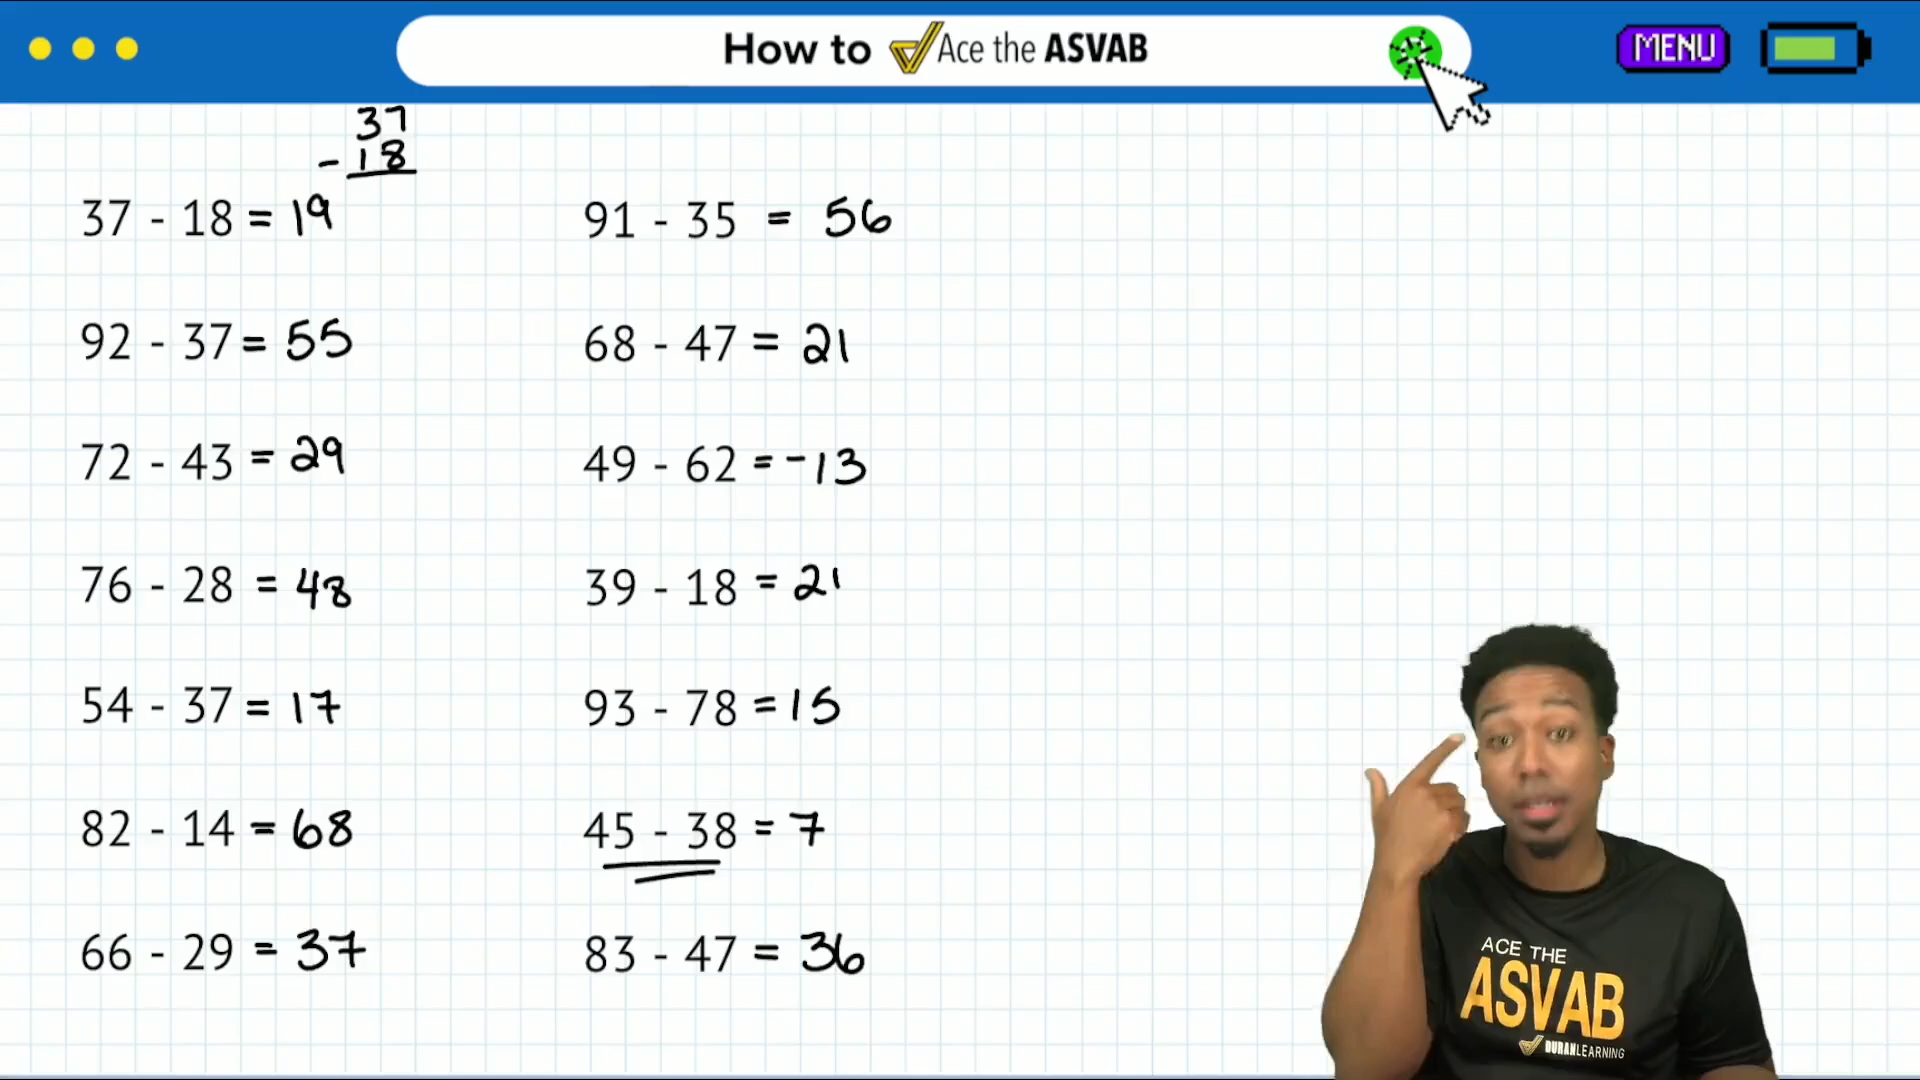 How to Ace the ASVAB
MENU
37
- 18
37 - 18 = 19
92 - 37 = 55
72 - 43 = 29
76 - 28 = 48
54 - 37 = 17
82 - 14 = 68
66 - 29 = 37
91 - 35 = 56
68 - 47 = 21
49 - 62 = -13
39 - 18 = 21
93 - 78 = 15
45 - 38 = 7
83 - 47 = 36
ACE THE
ASVAB
DURANLEARNING